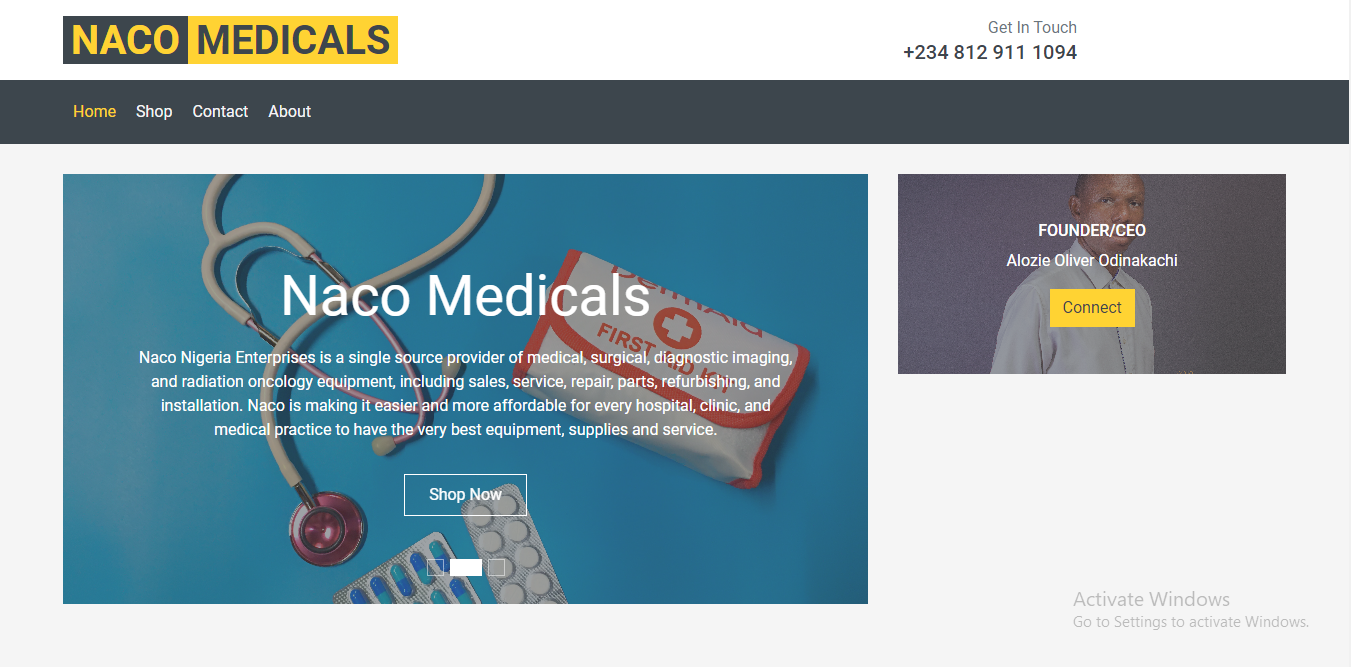 NACO MEDICALS
Get In Touch
+234 812 911 1094
Home Shop Contact About
Naco Medicals
Naco Nigeria Enterprises is a single source provider of medical, surgical, diagnostic imaging,
and radiation oncology equipment, including sales, service, repair, parts, refurbishing, and
installation. Naco is making it easier and more affordable for every hospital, clinic, and
medical practice to have the very best equipment, supplies and service.
Shop Now
FIRST AID KIT
FOUNDER/CEO
Alozie Oliver Odinakachi
Connect
Activate Windows
Go to Settings to activate Windows.